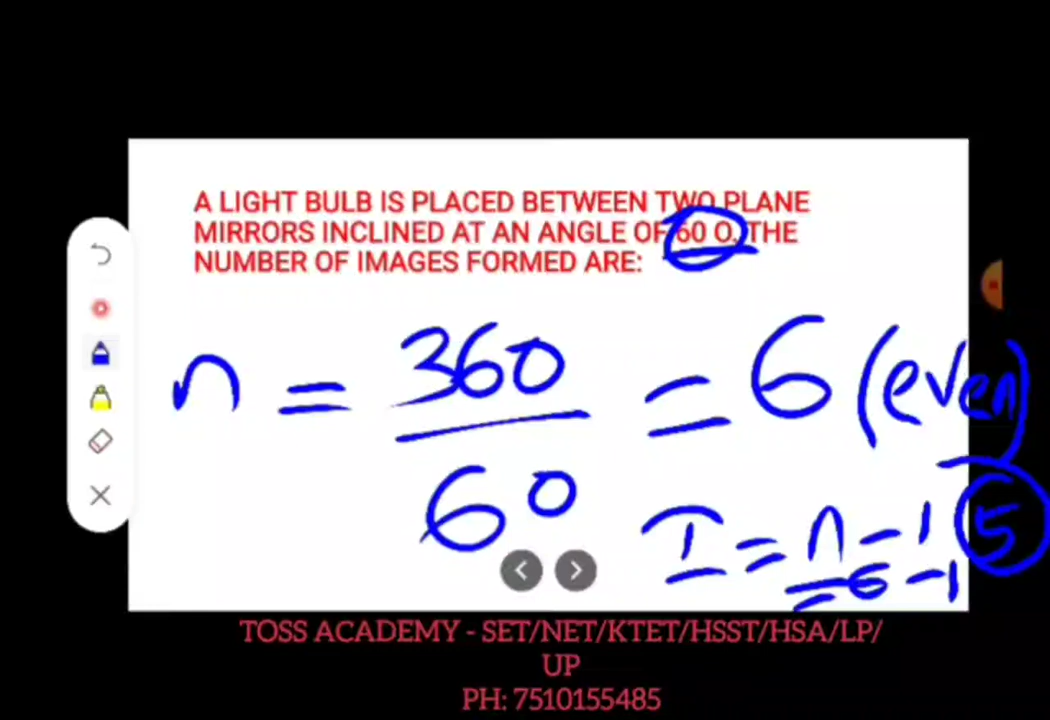 A LIGHT BULB IS PLACED BETWEEN TWO PLANE
MIRRORS INCLINED AT AN ANGLE OF 60 O. THE
NUMBER OF IMAGES FORMED ARE:
n = 360 / 60 = 6 (even)
I = n - 1
= 6 - 1
5
TOSS ACADEMY - SET/NET/KTET/HSST/HSA/LP/
UP
PH: 7510155485